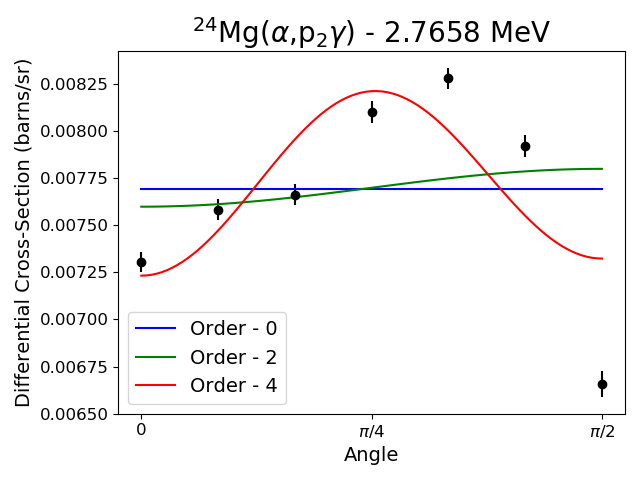 ²⁴Mg(α,p₂γ) - 2.7658 MeV
Differential Cross-Section (barns/sr)
0.00825
0.00800
0.00775
0.00750
0.00725
0.00700
0.00675
0.00650
Order - 0
Order - 2
Order - 4
0 π/4 π/2
Angle